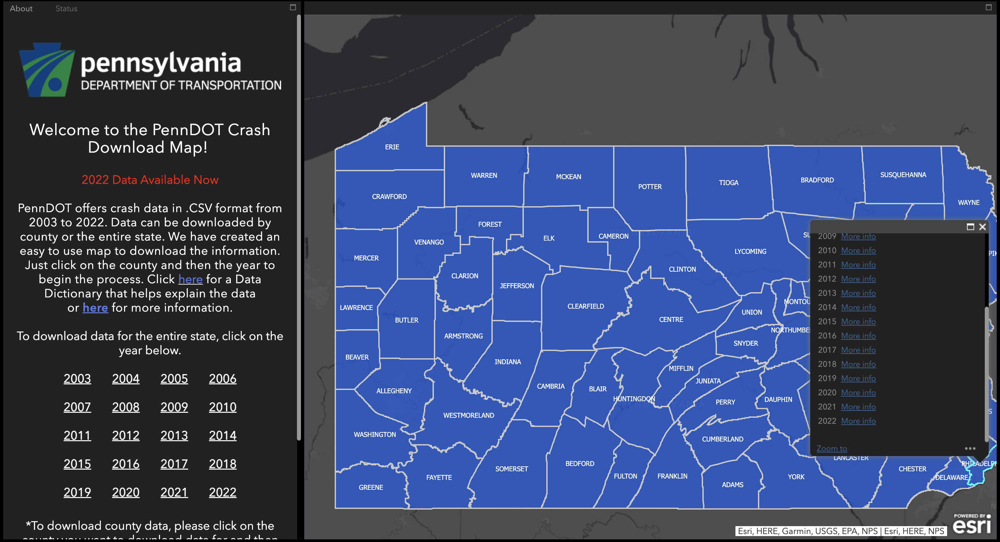 About
Status
pennsylvania
DEPARTMENT OF TRANSPORTATION
Welcome to the PennDOT Crash
Download Map!
2022 Data Available Now
PennDOT offers crash data in .CSV format from
2003 to 2022. Data can be downloaded by
county or the entire state. We have created an
easy to use map to download the information.
Just click on the county and then the year to
begin the process. Click here for a Data
Dictionary that helps explain the data
or here for more information.
To download data for the entire state, click on the
year below.
2003 2004 2005 2006
2007 2008 2009 2010
2011 2012 2013 2014
2015 2016 2017 2018
2019 2020 2021 2022
*To download county data, please click on the
county you want to download data for and then
ERIE
CRAWFORD
WARREN
MCKEAN
POTTER
TIOGA
BRADFORD
SUSQUEHANNA
WAYNE
FOREST
VENANGO
ELK
CAMERON
PENNSYLVANIA
LYCOMING
SU
PIK
MERCER
CLARION
JEFFERSON
CLINTON
LAWRENCE
BUTLER
CLEARFIELD
CENTRE
UNION
MONTOU
NORTHUMBE
ARMSTRONG
SNYDER
BEAVER
INDIANA
MIFFLIN
JUNIATA
ALLEGHENY
CAMBRIA
BLAIR
HUNTINGDON
PENNSYLVANIA
PERRY
DAUPHIN
S
WESTMORELAND
WASHINGTON
CUMBERLAND
LANCASTER
PHILADELPH
SOMERSET
BEDFORD
FULTON
FRANKLIN
YORK
CHESTER
DELAWARE
FAYETTE
GREENE
ADAMS
N
2009 More info
2010 More info
2011 More info
2012 More info
2013 More info
2014 More info
2015 More info
2016 More info
2017 More info
2018 More info
2019 More info
2020 More info
2021 More info
2022 More info
Zoom to
POWERED BY
esri
Esri, HERE, Garmin, USGS, EPA, NPS | Esri, HERE, NPS